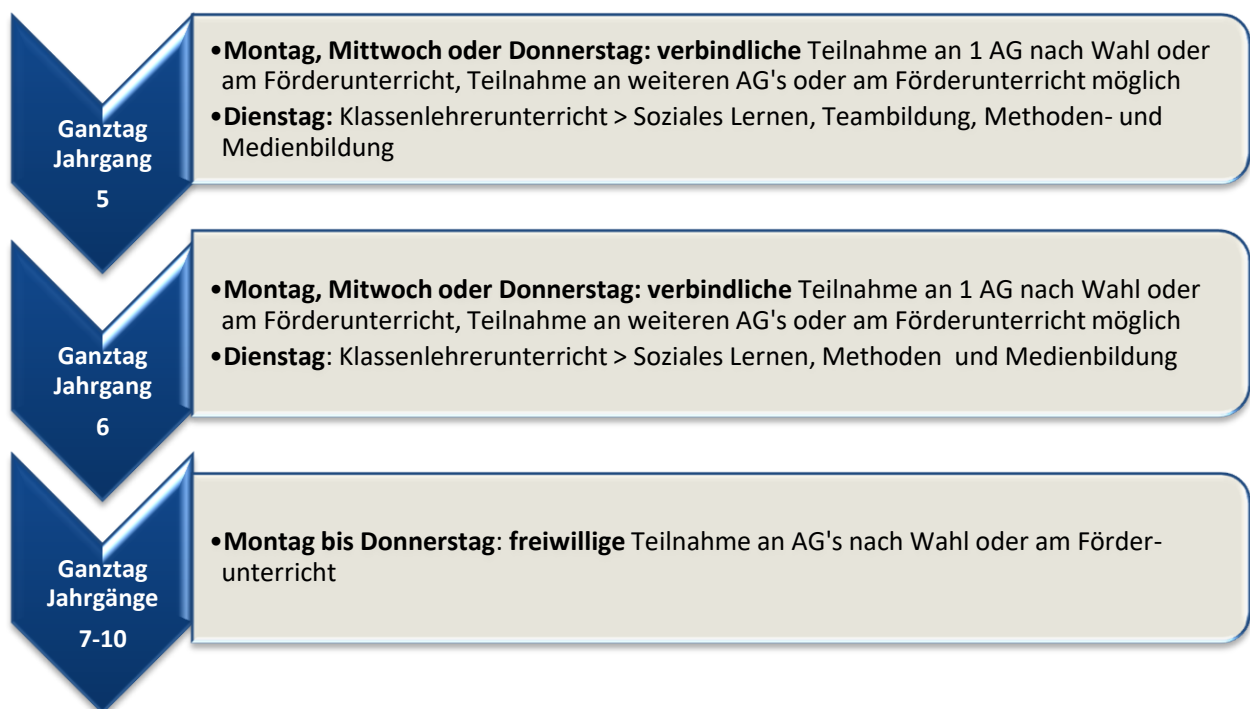 Ganztag
Jahrgang
5
•Montag, Mittwoch oder Donnerstag: verbindliche Teilnahme an 1 AG nach Wahl oder
am Förderunterricht, Teilnahme an weiteren AG's oder am Förderunterricht möglich
•Dienstag: Klassenlehrerunterricht > Soziales Lernen, Teambildung, Methoden- und
Medienbildung
Ganztag
Jahrgang
6
•Montag, Mitwoch oder Donnerstag: verbindliche Teilnahme an 1 AG nach Wahl oder
am Förderunterricht, Teilnahme an weiteren AG's oder am Förderunterricht möglich
•Dienstag: Klassenlehrerunterricht > Soziales Lernen, Methoden  und Medienbildung
Ganztag
Jahrgänge
7-10
•Montag bis Donnerstag: freiwillige Teilnahme an AG's nach Wahl oder am Förder-
unterricht